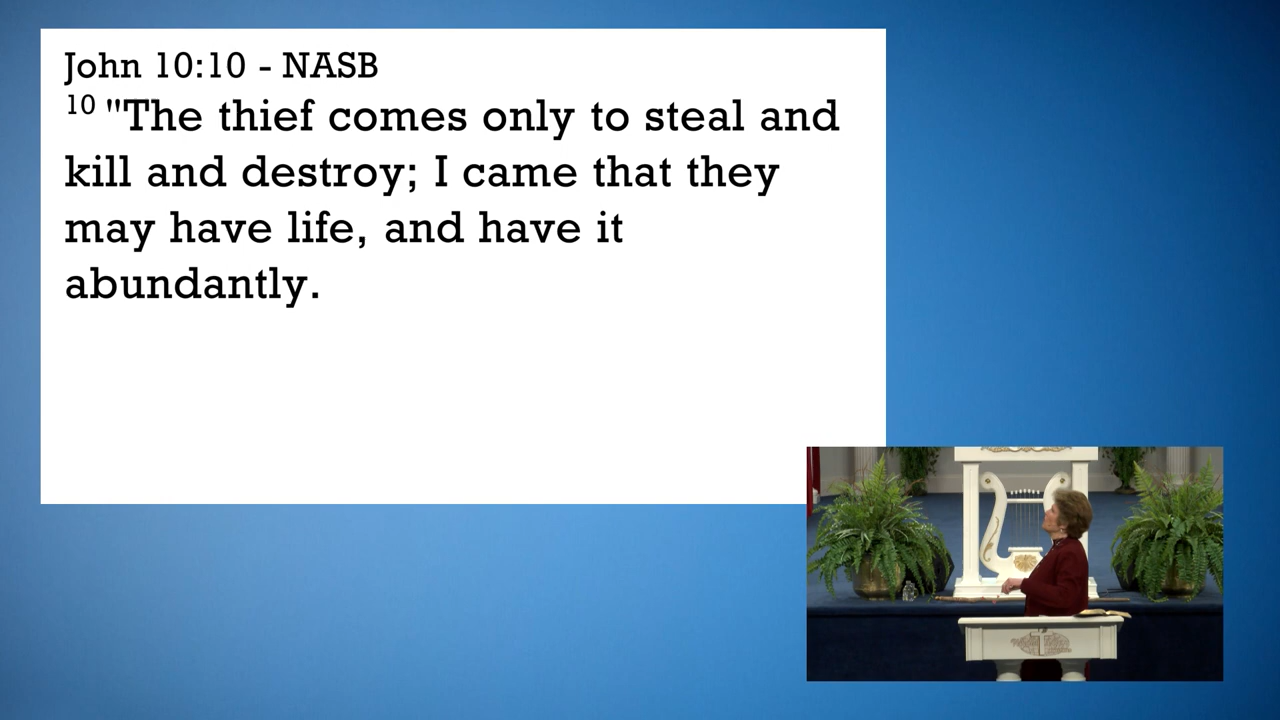 John 10:10 - NASB
10 "The thief comes only to steal and
kill and destroy; I came that they
may have life, and have it
abundantly.